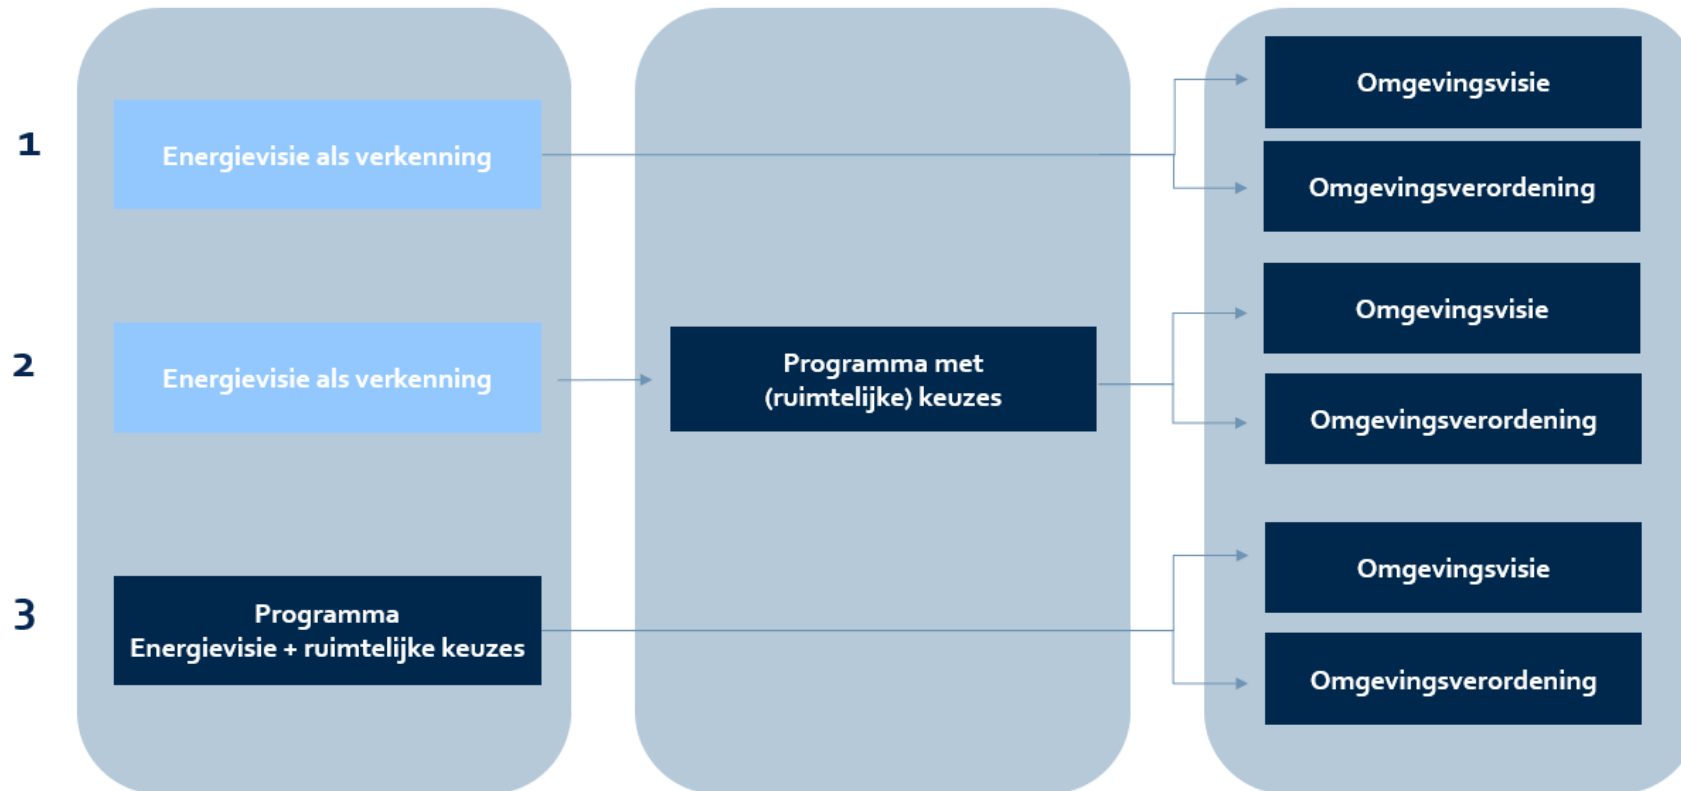 1
Energievisie als verkenning
Omgevingsvisie
Omgevingsverordening
2
Energievisie als verkenning
Programma met
(ruimtelijke) keuzes
Omgevingsvisie
Omgevingsverordening
3
Programma
Energievisie + ruimtelijke keuzes
Omgevingsvisie
Omgevingsverordening